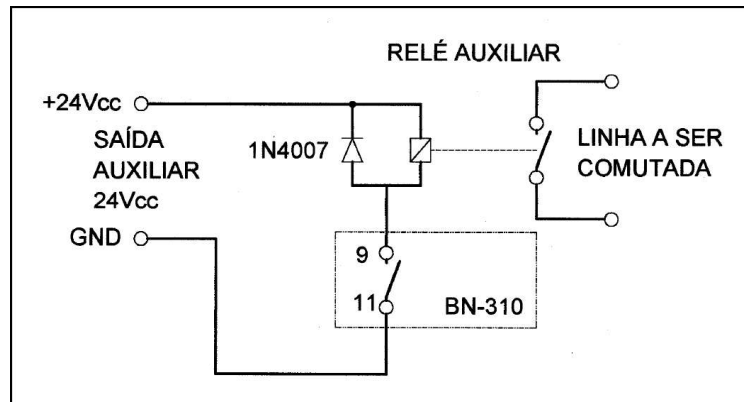 RELÉ AUXILIAR
+24Vcc
SAÍDA
AUXILIAR
24Vcc
GND
1N4007
LINHA A SER
COMUTADA
9
11
BN-310